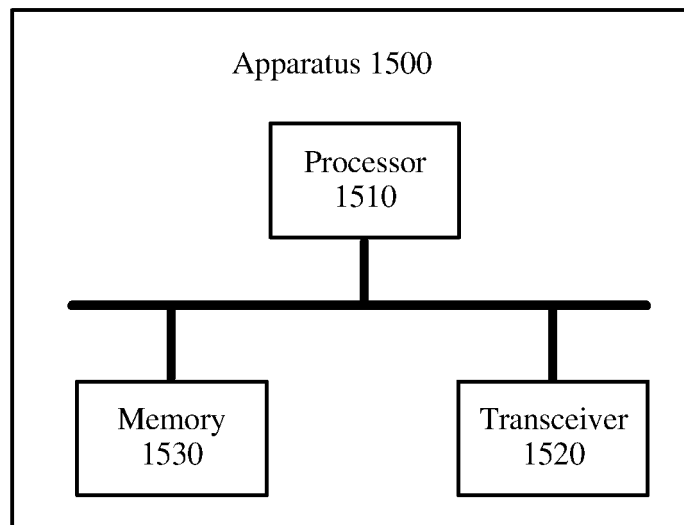 Apparatus 1500
Processor
1510
Memory
1530
Transceiver
1520